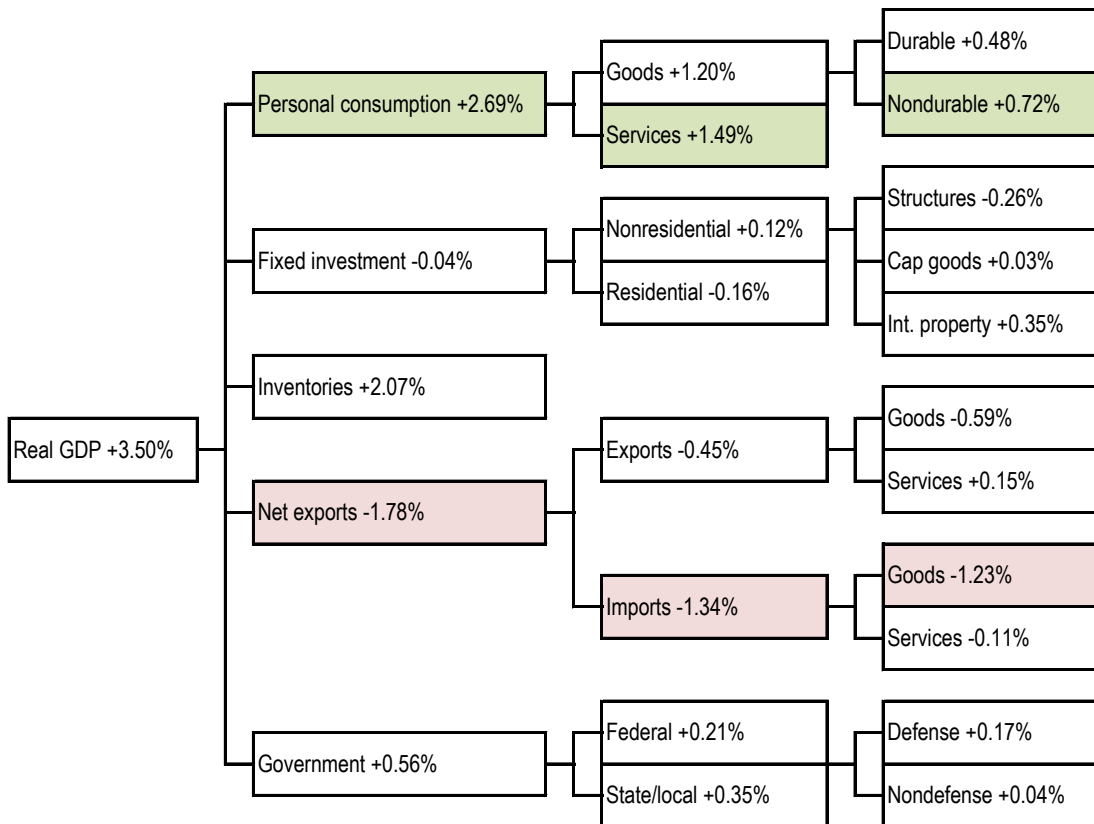 Real GDP +3.50%
Personal consumption +2.69%
Goods +1.20%
Durable +0.48%
Nondurable +0.72%
Services +1.49%
Fixed investment -0.04%
Nonresidential +0.12%
Structures -0.26%
Cap goods +0.03%
Int. property +0.35%
Residential -0.16%
Inventories +2.07%
Net exports -1.78%
Exports -0.45%
Goods -0.59%
Services +0.15%
Imports -1.34%
Goods -1.23%
Services -0.11%
Government +0.56%
Federal +0.21%
Defense +0.17%
Nondefense +0.04%
State/local +0.35%